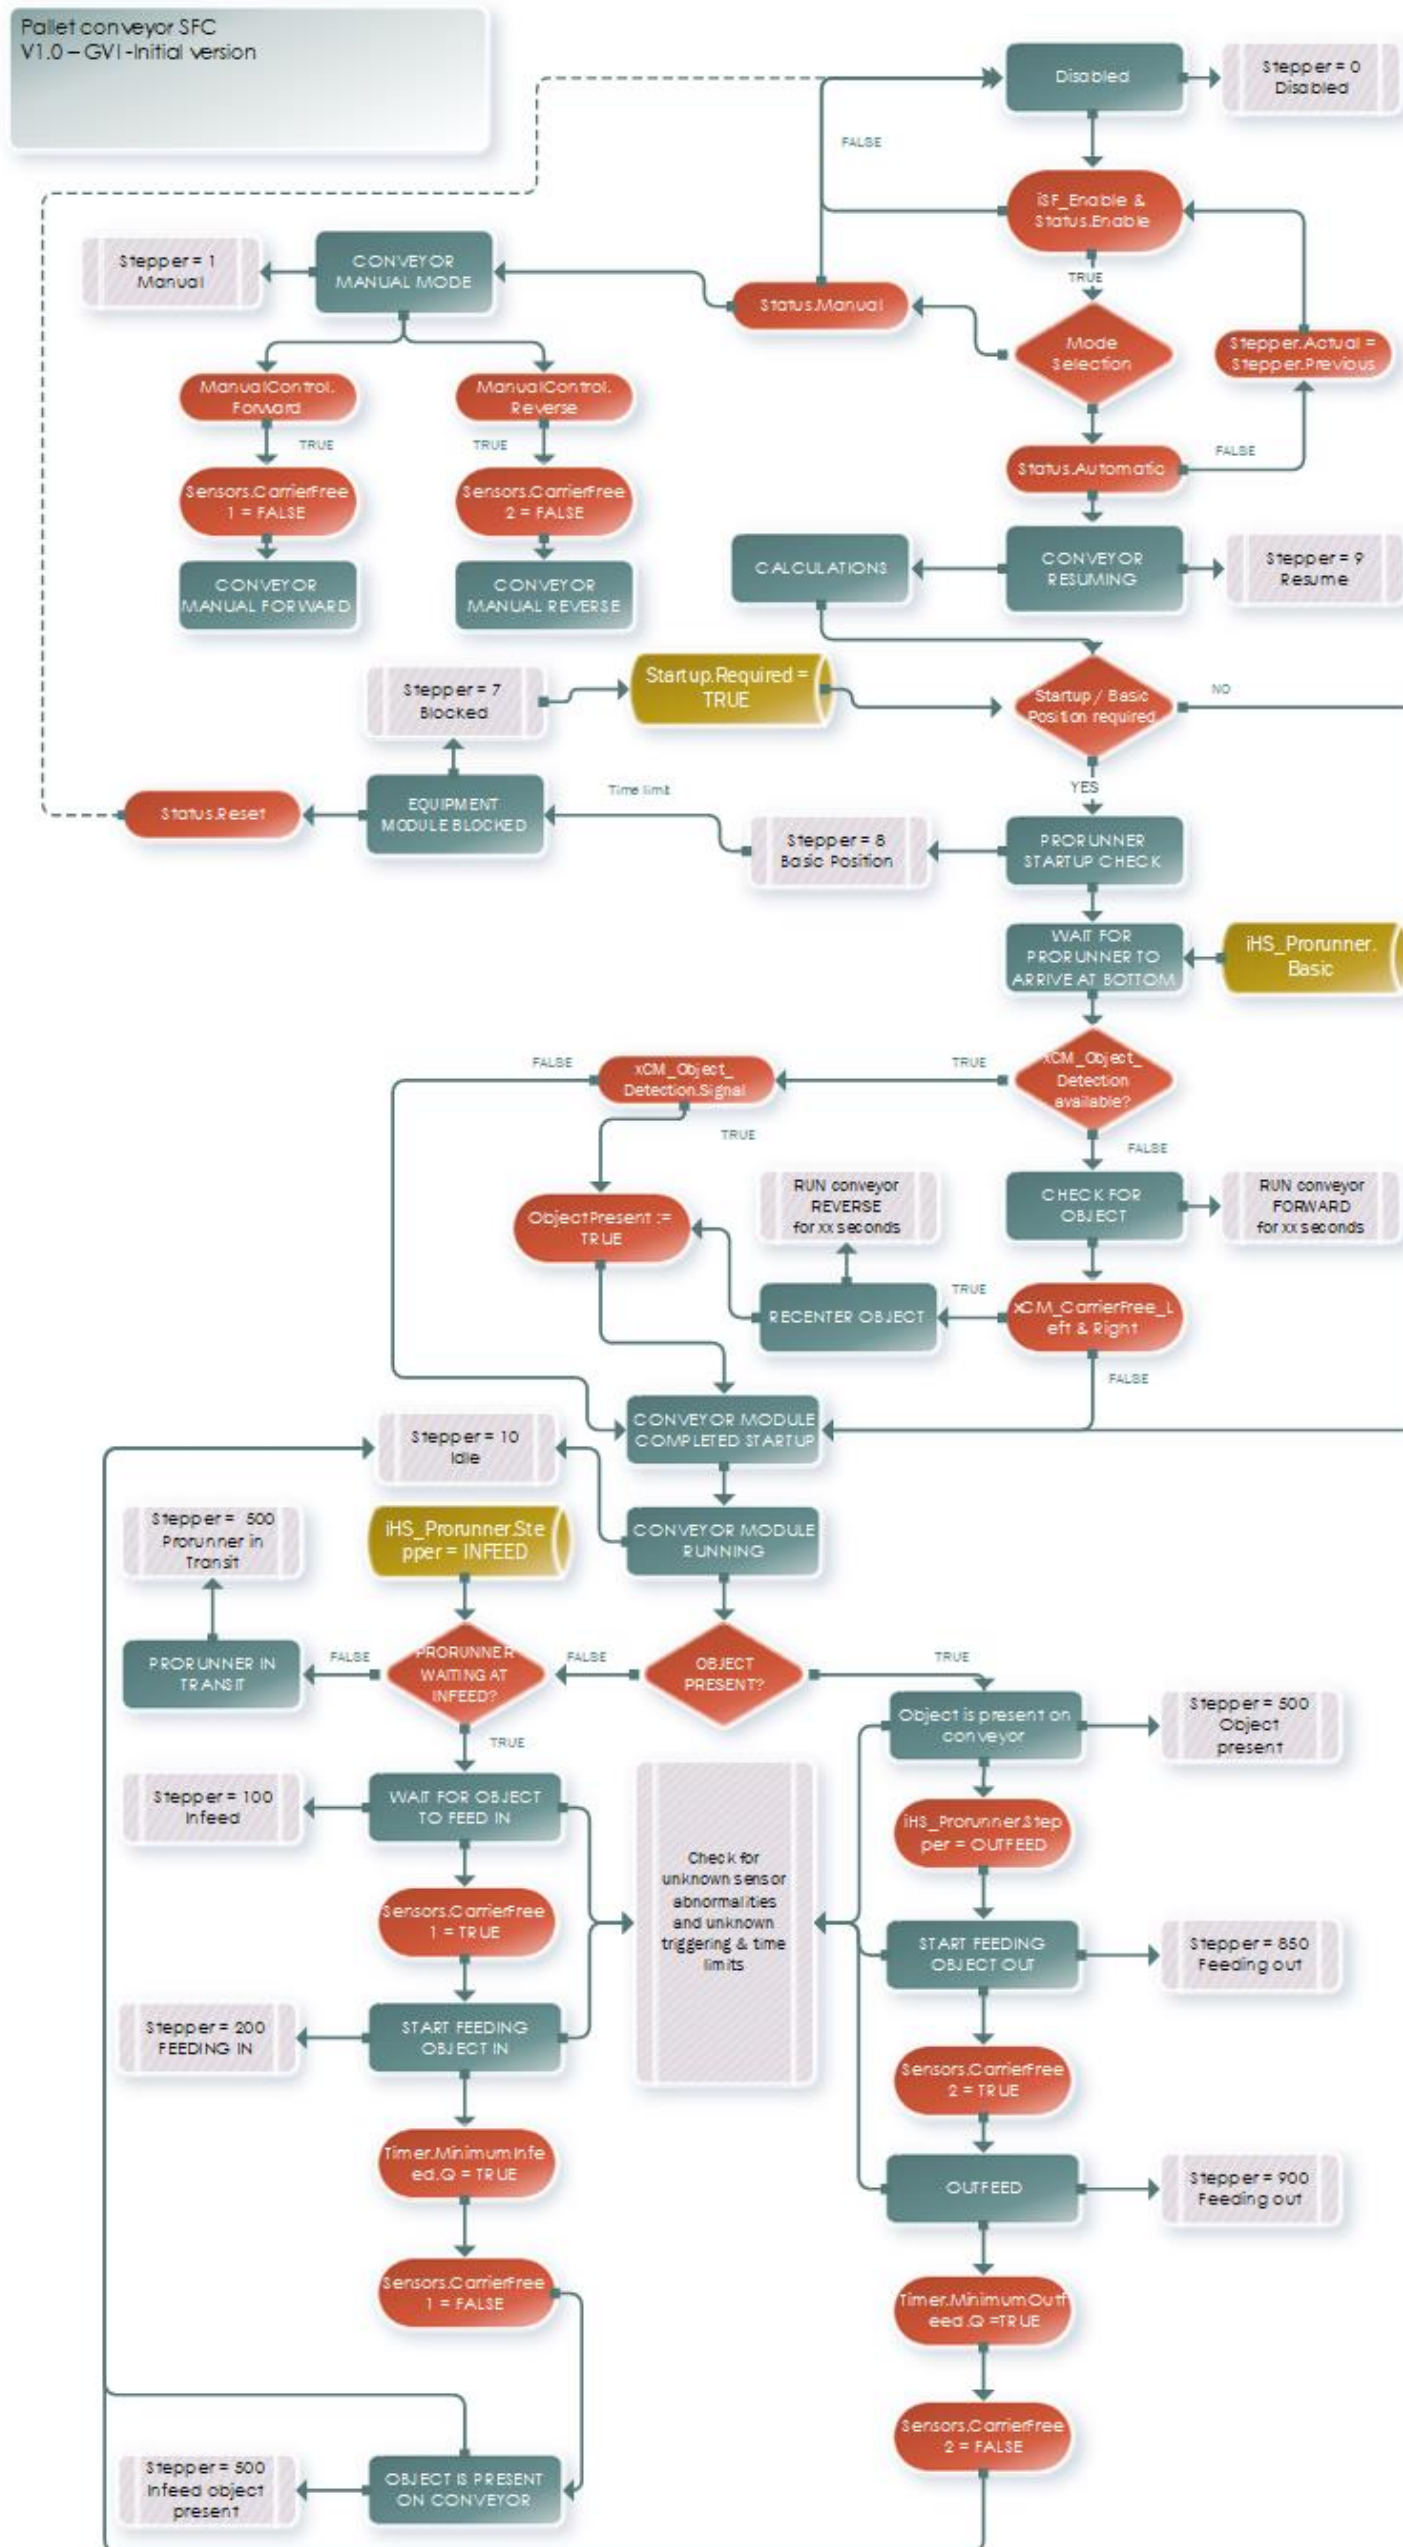 Pallet conveyor SFC
V1.0 – GVI -Initial version
Disabled
Stepper = 0
Disabled
FALSE
iSF_Enable &
Status.Enable
TRUE
Stepper = 1
Manual
CONVEYOR
MANUAL MODE
Status.Manual
Mode
Selection
Stepper.Actual =
Stepper.Previous
ManualControl.
Forward
ManualControl.
Reverse
TRUE
TRUE
Status.Automatic
FALSE
Sensors.CarrierFree
1 = FALSE
Sensors.CarrierFree
2 = FALSE
CONVEYOR
MANUAL FORWARD
CONVEYOR
MANUAL REVERSE
CALCULATIONS
CONVEYOR
RESUMING
Stepper = 9
Resume
Stepper = 7
Blocked
Startup.Required =
TRUE
Startup / Basic
Position required
NO
YES
Status.Reset
EQUIPMENT
MODULE BLOCKED
Time limit
Stepper = 8
Basic Position
PRORUNNER
STARTUP CHECK
WAIT FOR
PRORUNNER TO
ARRIVE AT BOTTOM
iHS_Prorunner.
Basic
FALSE
xCM_Object_
Detection.Signal
TRUE
xCM_Object_
Detection
available?
TRUE
FALSE
ObjectPresent :=
TRUE
RUN conveyor
REVERSE
for xx seconds
CHECK FOR
OBJECT
RUN conveyor
FORWARD
for xx seconds
RECENTER OBJECT
TRUE
xCM_CarrierFree_L
eft & Right
FALSE
Stepper = 10
Idle
CONVEYOR MODULE
COMPLETED STARTUP
Stepper = 500
Prorunner in
Transit
iHS_Prorunner.Ste
pper = INFEED
CONVEYOR MODULE
RUNNING
PRORUNNER IN
TRANSIT
FALSE
PRORUNNER
WAITING AT
INFEED?
FALSE
OBJECT
PRESENT?
TRUE
TRUE
Object is present on
conveyor
Stepper = 500
Object
present
Stepper = 100
Infeed
WAIT FOR OBJECT
TO FEED IN
iHS_Prorunner.Step
per = OUTFEED
Check for
unknown sensor
abnormalities
and unknown
triggering & time
limits
Sensors.CarrierFree
1 = TRUE
START FEEDING
OBJECT OUT
Stepper = 850
Feeding out
Stepper = 200
FEEDING IN
START FEEDING
OBJECT IN
Sensors.CarrierFree
2 = TRUE
Timer.MinimumInfe
ed.Q = TRUE
OUTFEED
Stepper = 900
Feeding out
Sensors.CarrierFree
1 = FALSE
Timer.MinimumOutf
eed.Q =TRUE
Sensors.CarrierFree
2 = FALSE
Stepper = 500
Infeed object
present
OBJECT IS PRESENT
ON CONVEYOR